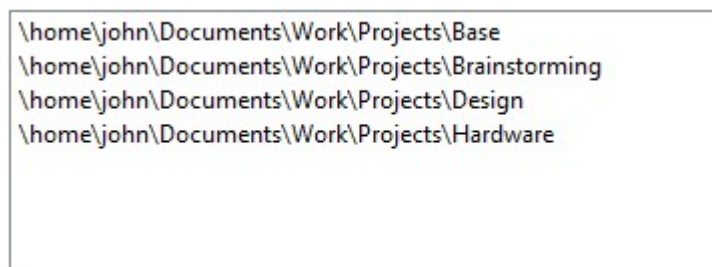 \home\john\Documents\Work\Projects\Base
\home\john\Documents\Work\Projects\Brainstorming
\home\john\Documents\Work\Projects\Design
\home\john\Documents\Work\Projects\Hardware